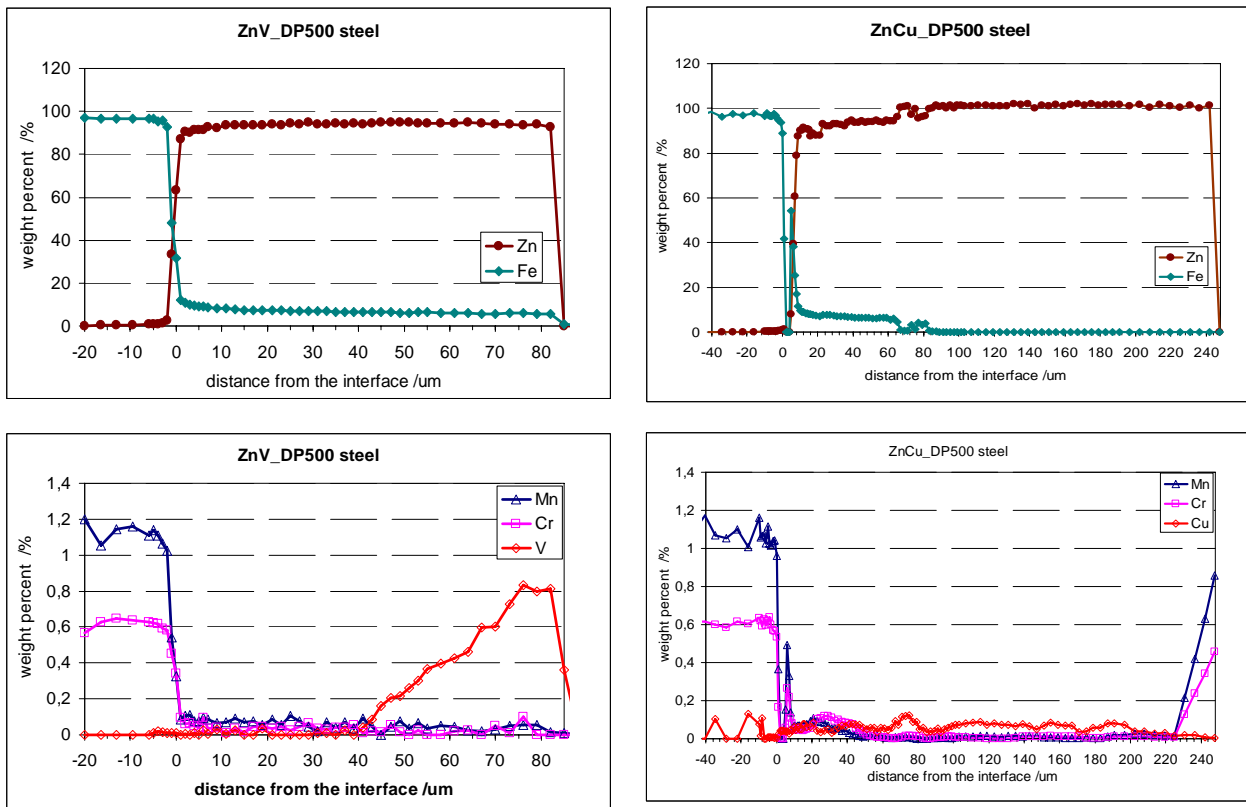 ZnV_DP500 steel
120
100
80
60
40
20
0
weight percent /%
Zn
Fe
-20 -10 0 10 20 30 40 50 60 70 80
distance from the interface /um
ZnCu_DP500 steel
120
100
80
60
40
20
0
weight percent /%
Zn
Fe
-40 -20 0 20 40 60 80 100 120 140 160 180 200 220 240
distance from the interface /um
ZnV_DP500 steel
1,4
1,2
1
0,8
0,6
0,4
0,2
0
weight percent /%
Mn
Cr
V
-20 -10 0 10 20 30 40 50 60 70 80
distance from the interface /um
ZnCu_DP500 steel
1,4
1,2
1
0,8
0,6
0,4
0,2
0
weight percent /%
Mn
Cr
Cu
-40 -20 0 20 40 60 80 100 120 140 160 180 200 220 240
distance from the interface /um